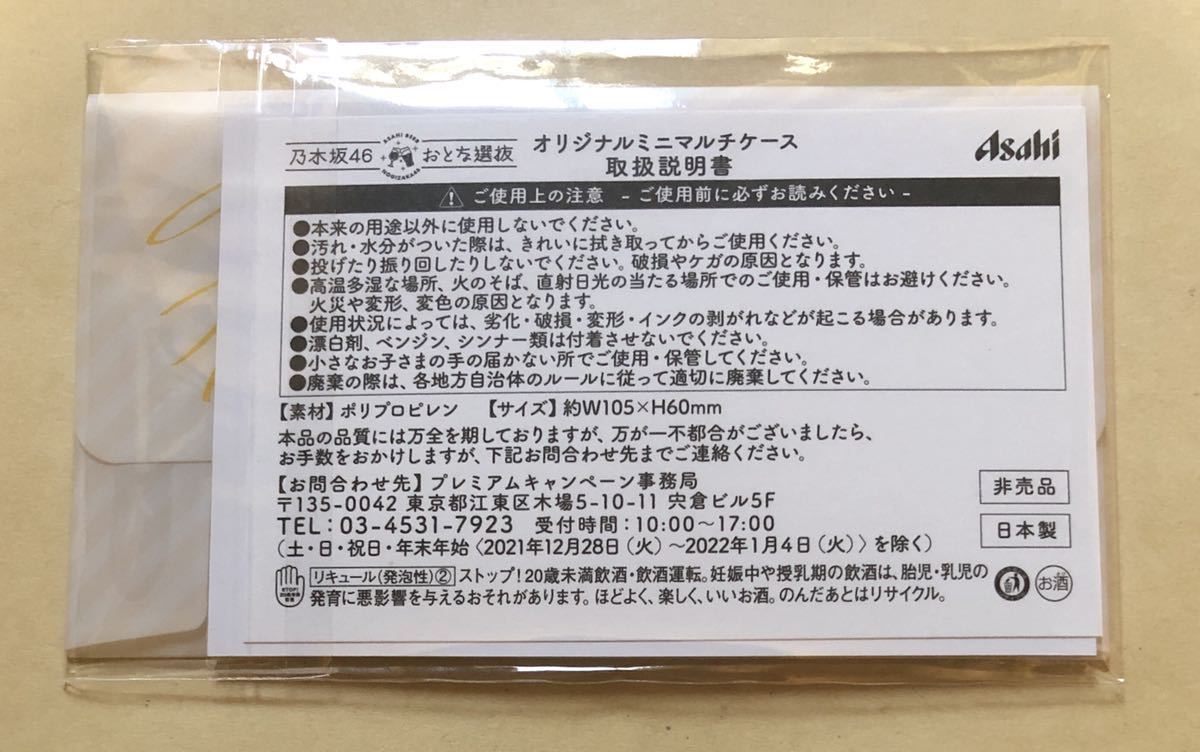 乃木坂46 ASAHI BEER NOGIZAKA46 おとな選抜
オリジナルミニマルチケース
取扱説明書
Asahi
ご使用上の注意 - ご使用前に必ずお読みください -
●本来の用途以外に使用しないでください。
●汚れ・水分がついた際は、きれいに拭き取ってからご使用ください。
●投げたり振り回したりしないでください。破損やケガの原因となります。
●高温多湿な場所、火のそば、直射日光の当たる場所でのご使用・保管はお避けください。
火災や変形、変色の原因となります。
●使用状況によっては、劣化・破損・変形・インクの剥がれなどが起こる場合があります。
●漂白剤、ベンジン、シンナー類は付着させないでください。
●小さなお子さまの手の届かない所でご使用・保管してください。
●廃棄の際は、各地方自治体のルールに従って適切に廃棄してください。
【素材】ポリプロピレン 【サイズ】約W105×H60mm
本品の品質には万全を期しておりますが、万が一不都合がございましたら、
お手数をおかけしますが、下記お問合わせ先までご連絡ください。
【お問合わせ先】プレミアムキャンペーン事務局
〒135-0042 東京都江東区木場5-10-11 宍倉ビル5F
TEL：03-4531-7923 受付時間：10:00～17:00
（土・日・祝日・年末年始〈2021年12月28日（火）～2022年1月4日（火）〉を除く）
非売品
日本製
リキュール（発泡性）② ストップ！20歳未満飲酒・飲酒運転。妊娠中や授乳期の飲酒は、胎児・乳児の
発育に悪影響を与えるおそれがあります。ほどよく、楽しく、いいお酒。のんだあとはリサイクル。
STOP!
お酒